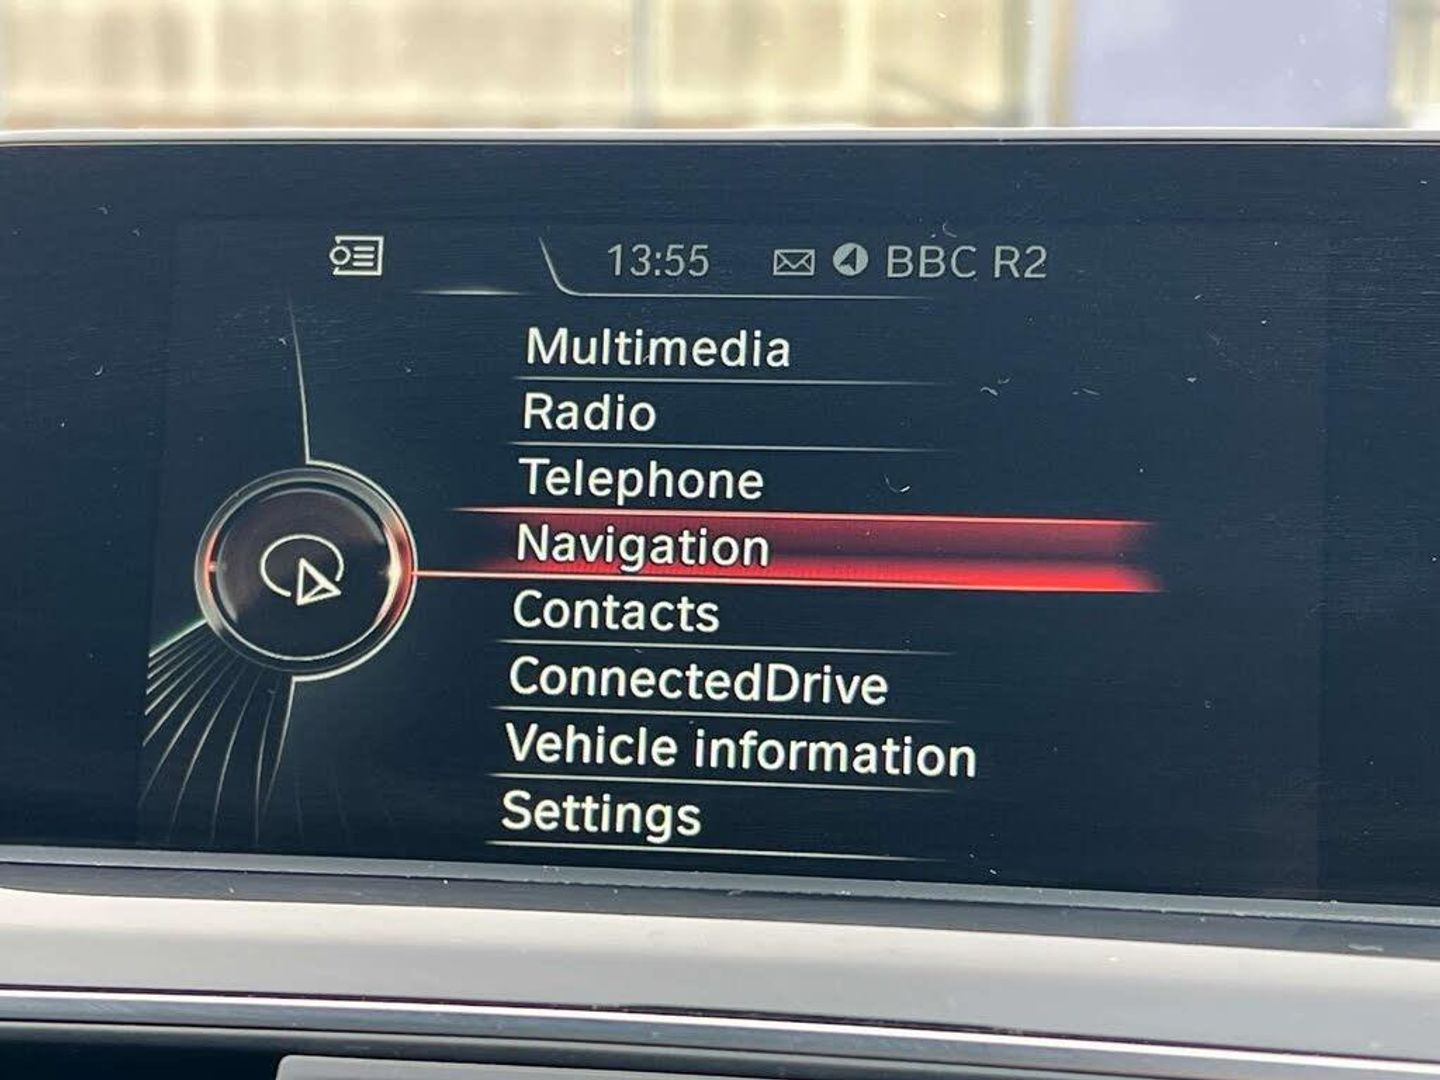 13:55 BBC R2
Multimedia
Radio
Telephone
Navigation
Contacts
ConnectedDrive
Vehicle information
Settings